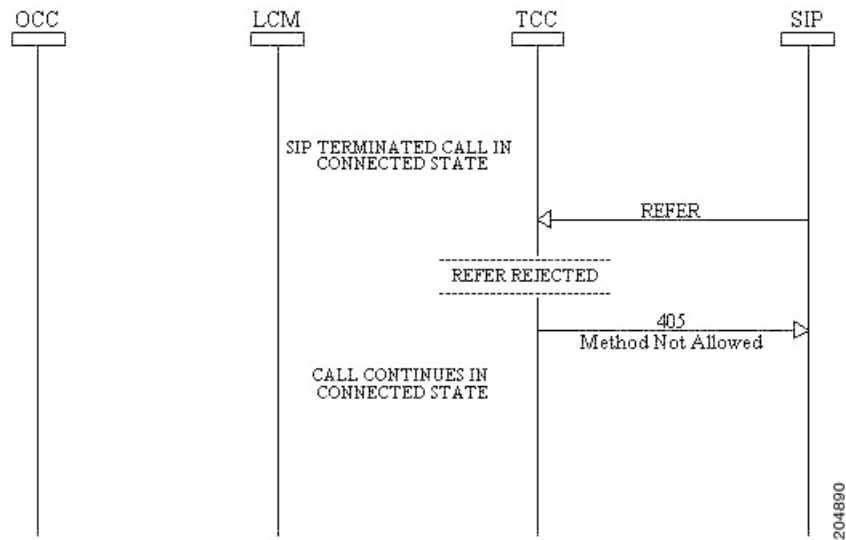 OCC LCM TCC SIP
SIP TERMINATED CALL IN
CONNECTED STATE
REFER
REFER REJECTED
405
Method Not Allowed
CALL CONTINUES IN
CONNECTED STATE
204890